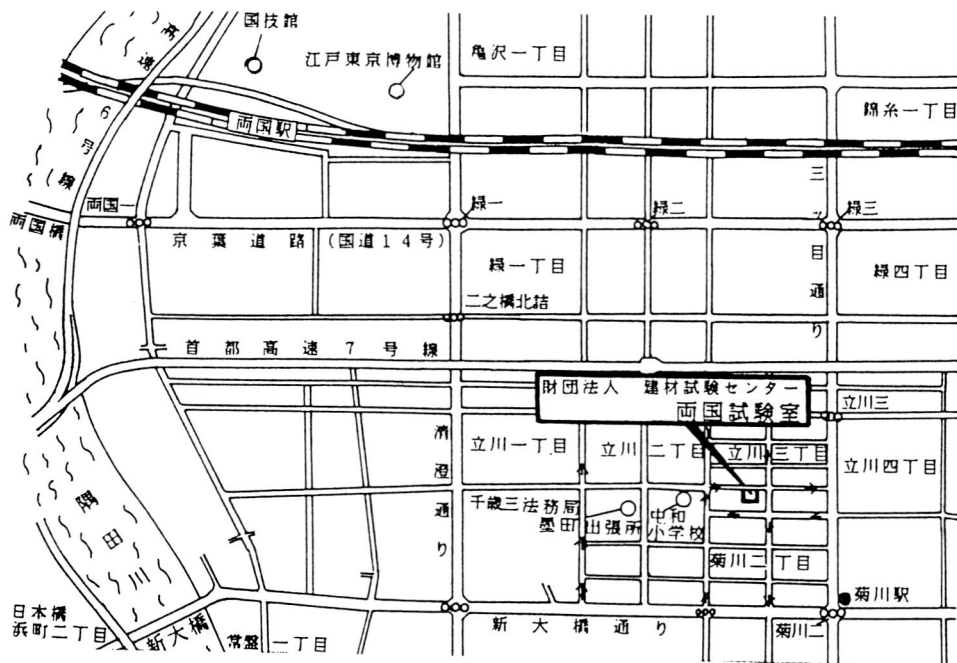 国技館
江戸東京博物館
亀沢一丁目
錦糸一丁目
高速6号線
両国駅
両国一
両国橋
緑一
緑二
緑三
三ツ目通り
京葉道路(国道14号)
緑一丁目
緑四丁目
二之橋北詰
首都高速7号線
財団法人 建材試験センター
両国試験室
立川三
清澄通り
立川一丁目
立川二丁目
立川三丁目
立川四丁目
千歳三法務局
墨田出張所
中和
小学校
隅田川
菊川二丁目
菊川駅
日本橋
浜町二丁目
新大橋
常盤一丁目
新大橋通り
菊川二